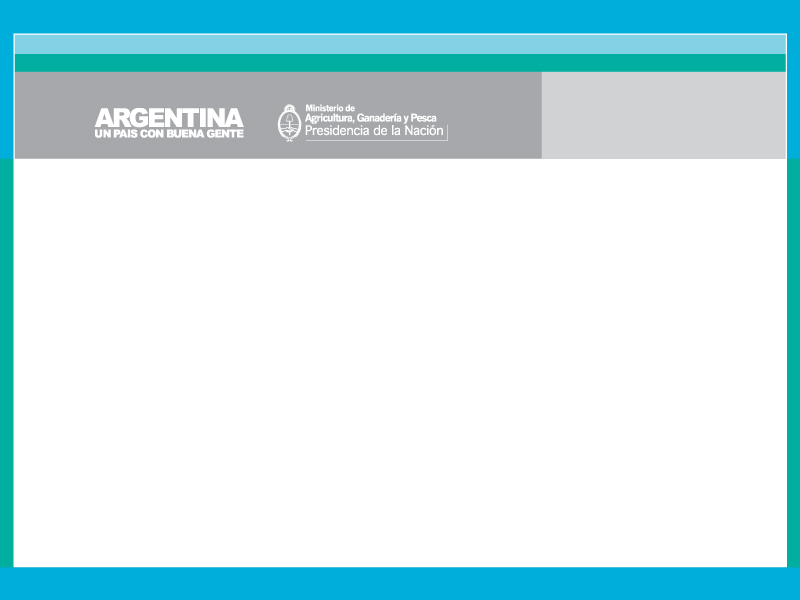 ARGENTINA
UN PAIS CON BUENA GENTE
Ministerio de
Agricultura, Ganadería y Pesca
Presidencia de la Nación